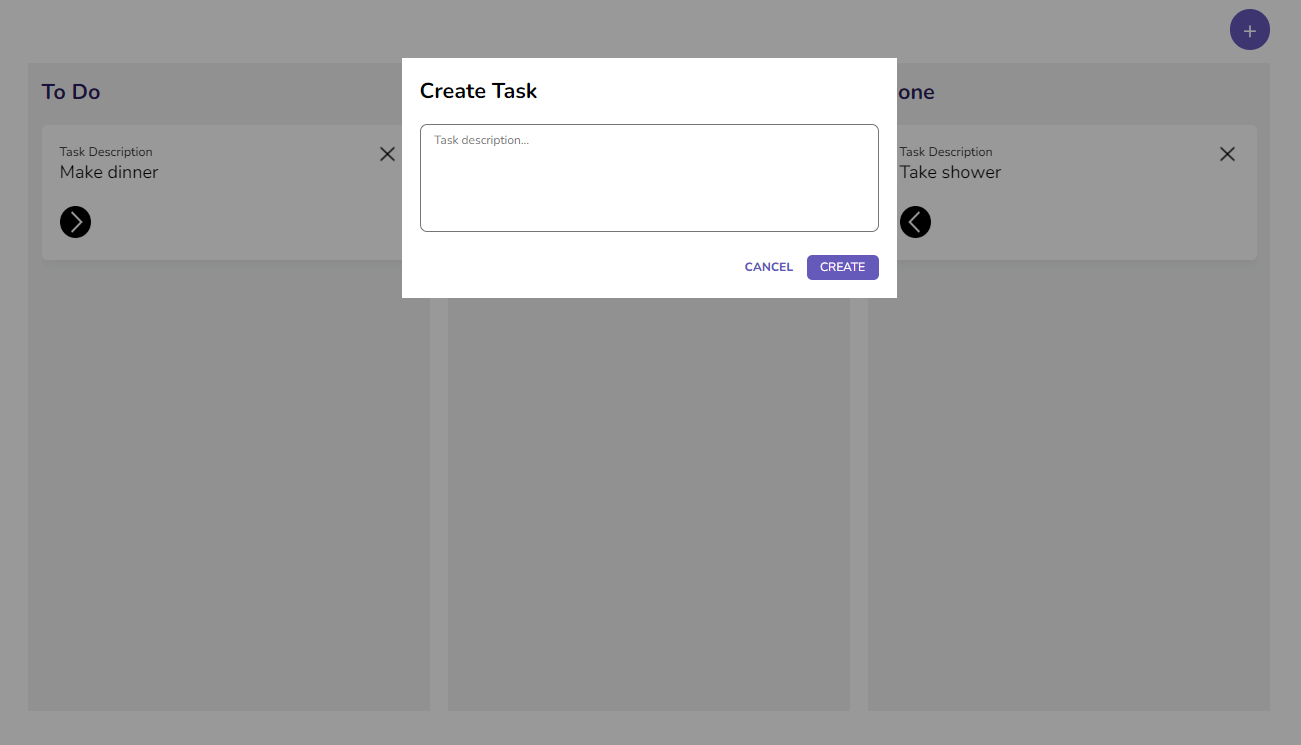 +
To Do
Task Description
Make dinner
Create Task
Task description...
CANCEL
CREATE
one
Task Description
Take shower